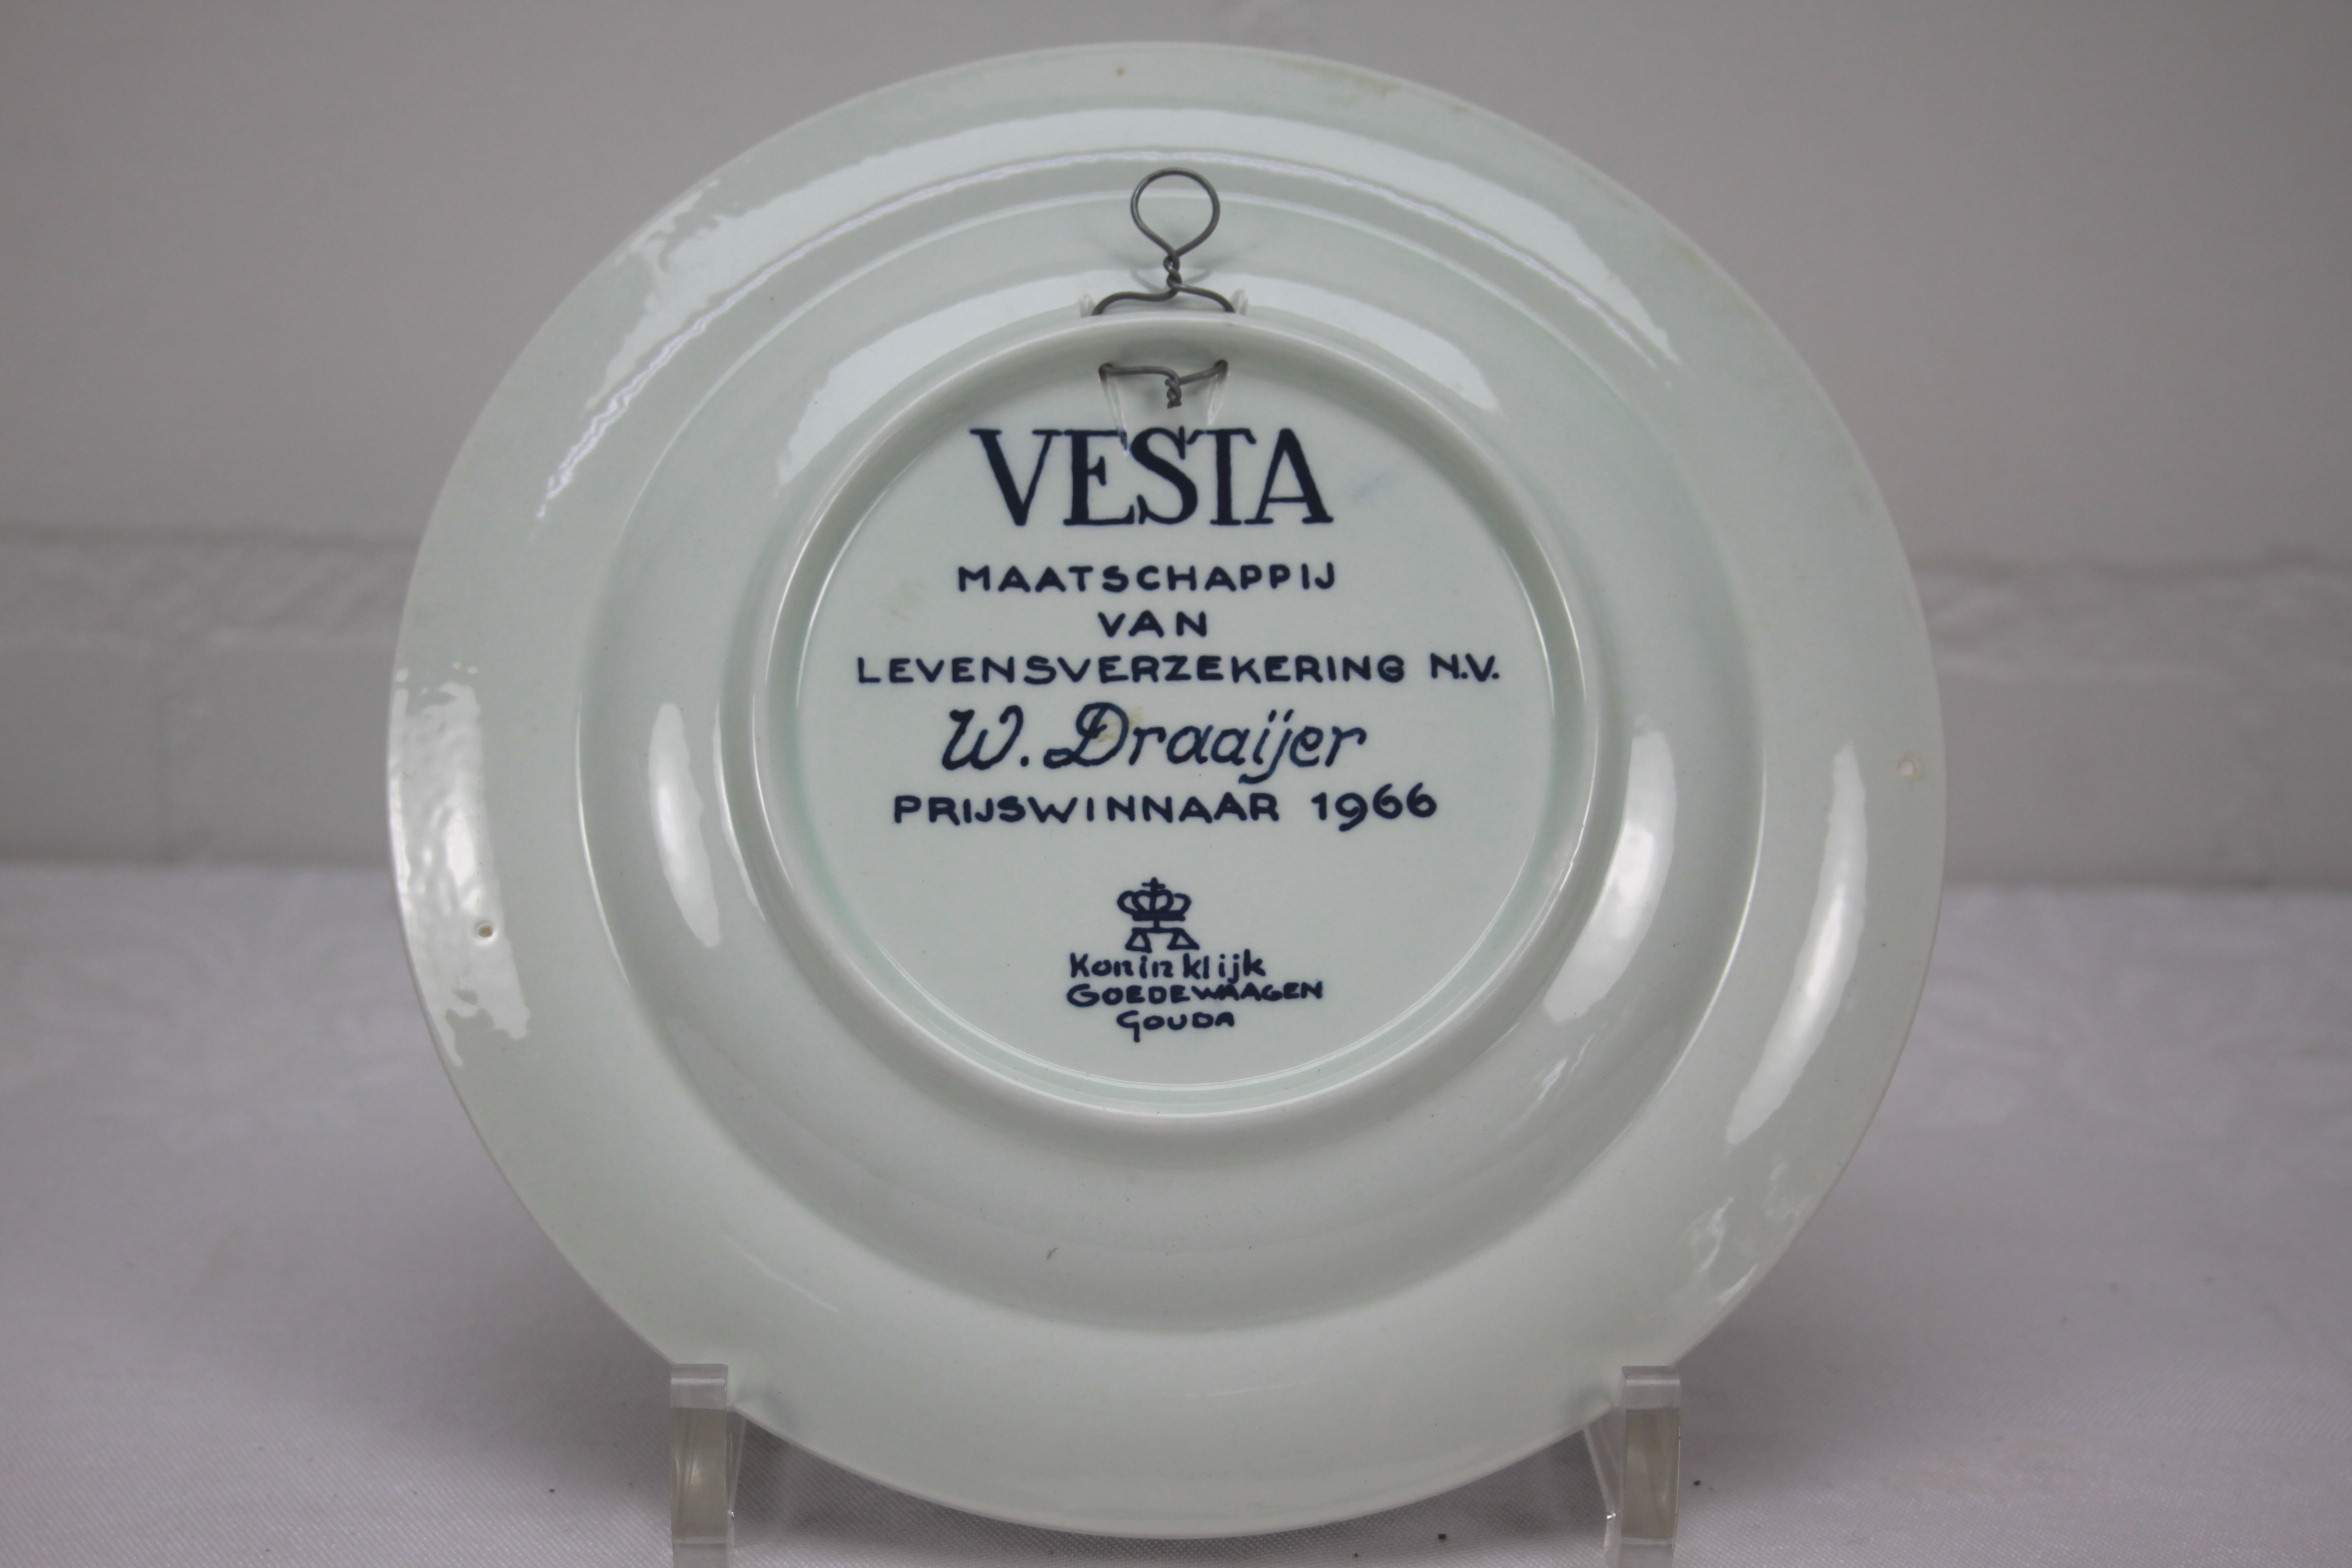 VESTA
MAATSCHAPPIJ
VAN
LEVENSVERZEKERING N.V.
W. Draaijer
PRIJSWINNAAR 1966
Koninklijk
GOEDEWAAGEN
GOUDA